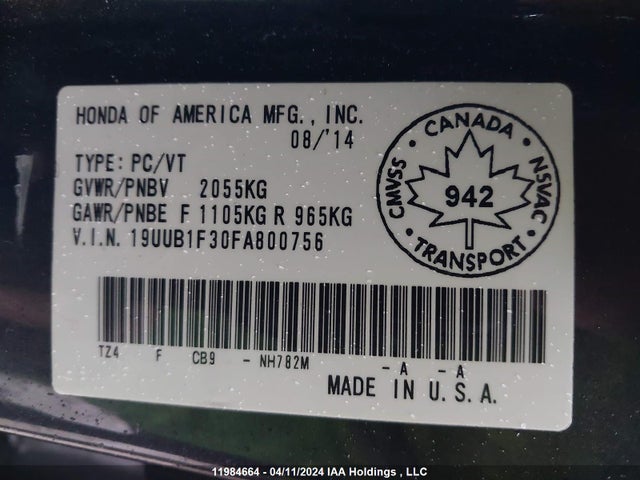 HONDA OF AMERICA MFG., INC.
08/'14
TYPE: PC/VT
GVWR/PNBV 2055KG
GAWR/PNBE F 1105KG R 965KG
V.I.N. 19UUB1F30FA800756
CANADA
CMVSS
NSVAC
942
TRANSPORT
TZ4 F CB9 - NH782M - A - A
MADE IN U.S.A.
11984664 - 04/11/2024 IAA Holdings , LLC